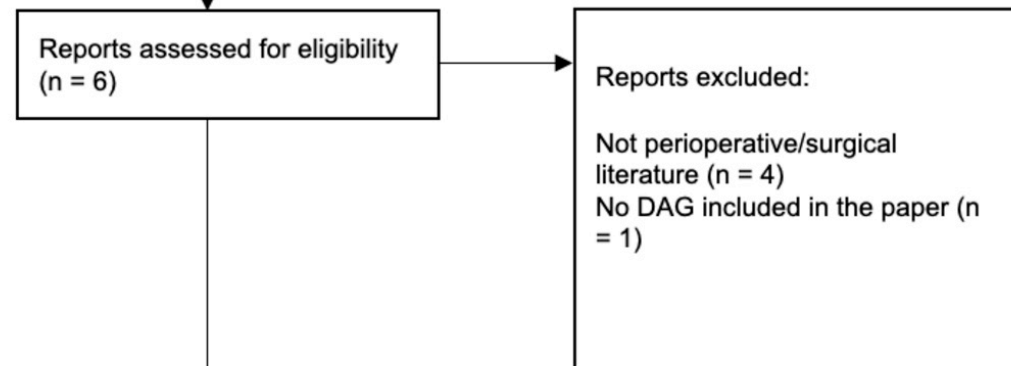 Reports assessed for eligibility
(n = 6)
Reports excluded:
Not perioperative/surgical
literature (n = 4)
No DAG included in the paper (n
= 1)